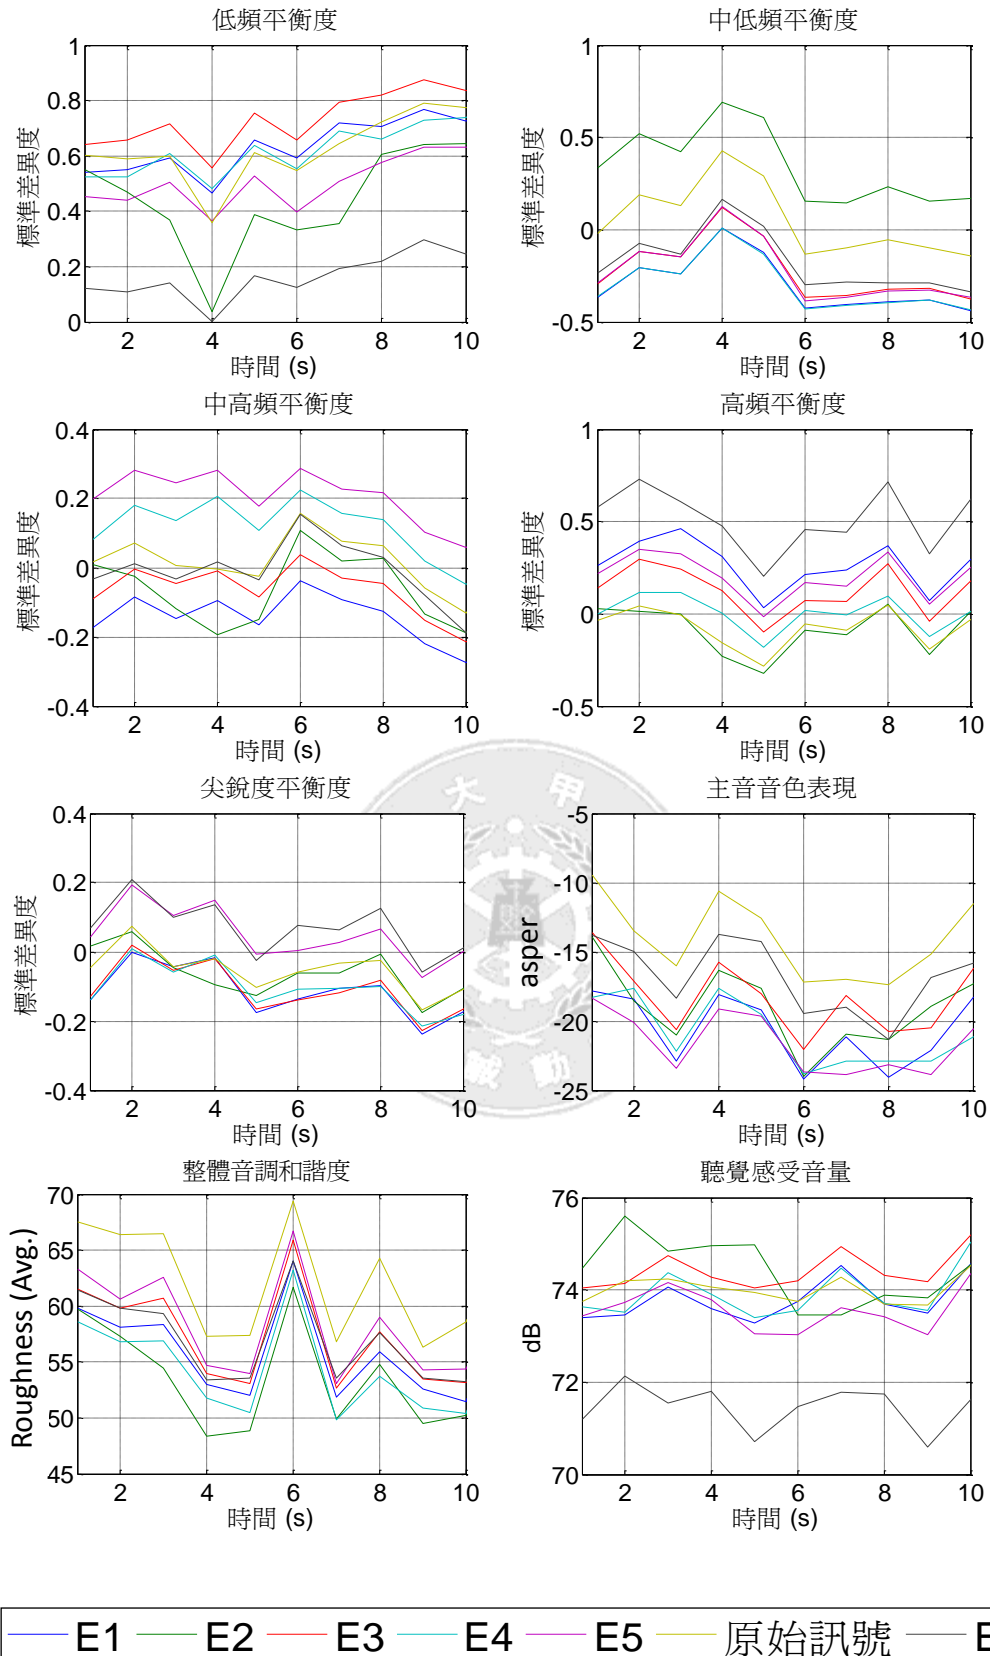 低頻平衡度
1
0.8
0.6
0.4
0.2
0
標準差異度
2 4 6 8 10
時間 (s)
中低頻平衡度
1
0.5
0
-0.5
標準差異度
2 4 6 8 10
時間 (s)
中高頻平衡度
0.4
0.2
0
-0.2
-0.4
標準差異度
2 4 6 8 10
時間 (s)
高頻平衡度
1
0.5
0
-0.5
標準差異度
2 4 6 8 10
時間 (s)
尖銳度平衡度
0.4
0.2
0
-0.2
-0.4
標準差異度
2 4 6 8 10
時間 (s)
主音音色表現
-5
-10
-15
-20
-25
asper
2 4 6 8 10
時間 (s)
整體音調和諧度
70
65
60
55
50
45
Roughness (Avg.)
2 4 6 8 10
時間 (s)
聽覺感受音量
76
74
72
70
dB
2 4 6 8 10
時間 (s)
大 甲
E1 E2 E3 E4 E5 原始訊號